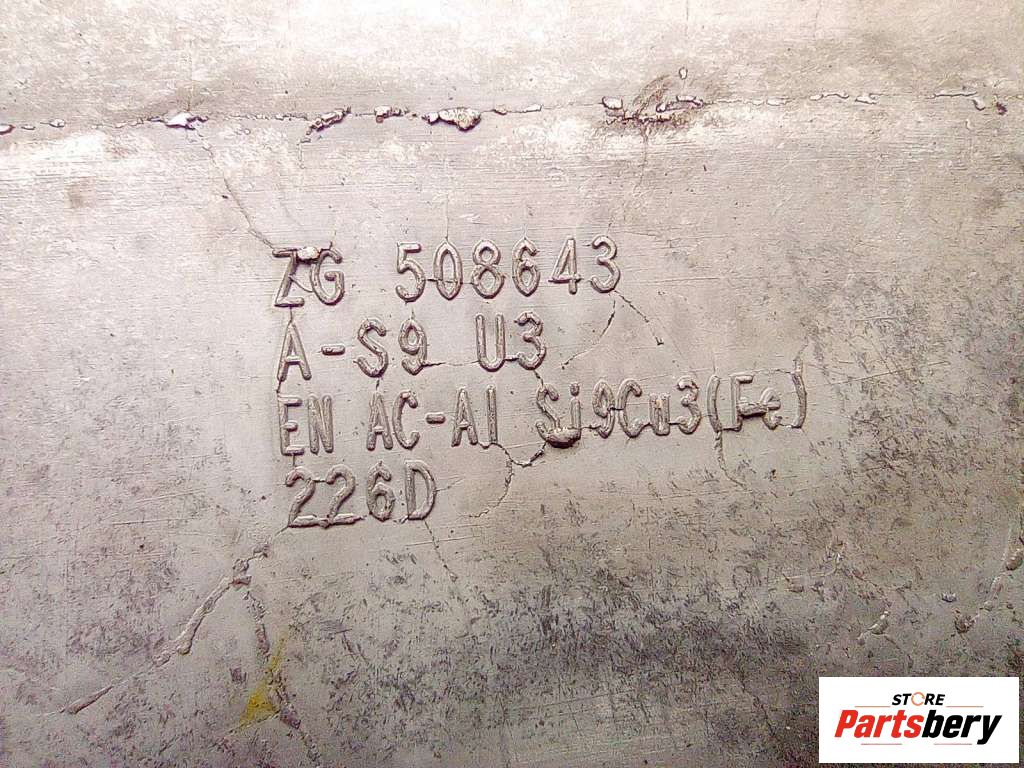 ZG 508643
A-S9 U3
EN AC-Al Si9Cu3(Fe)
226D
STORE
Partsbery